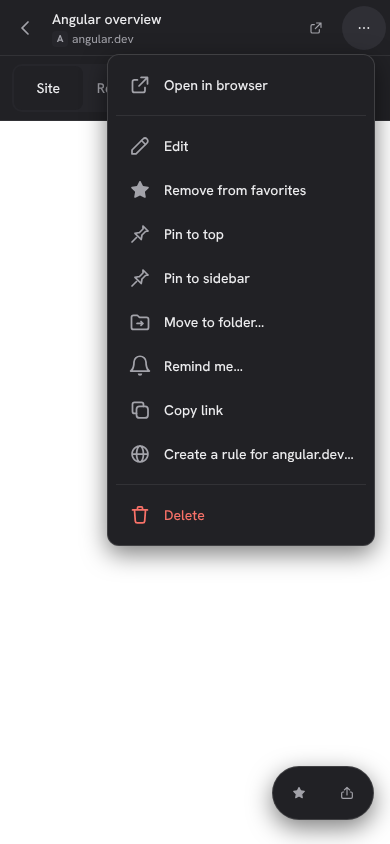 Angular overview
A angular.dev
Site
Open in browser
Edit
Remove from favorites
Pin to top
Pin to sidebar
Move to folder...
Remind me...
Copy link
Create a rule for angular.dev...
Delete